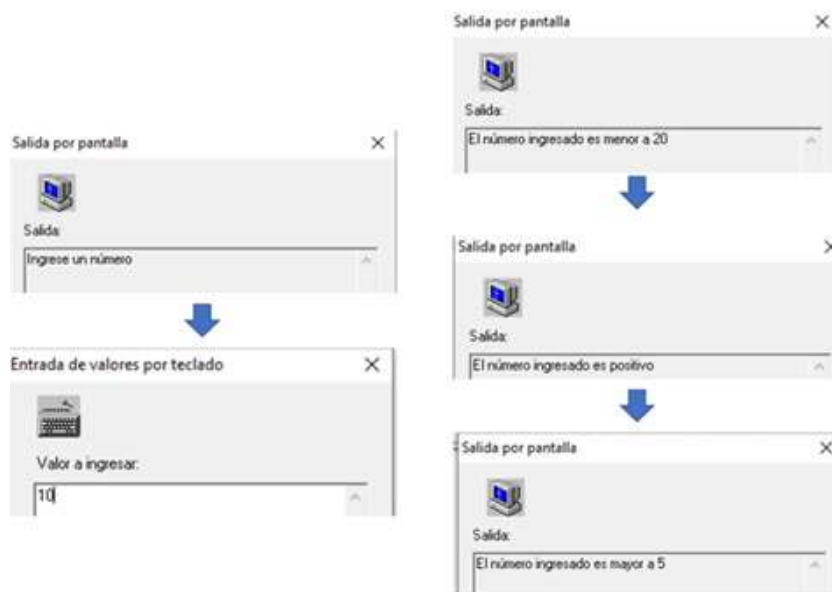 Salida por pantalla
Salida:
Ingrese un número
Entrada de valores por teclado
Valor a ingresar:
10
Salida por pantalla
Salida:
El número ingresado es menor a 20
Salida por pantalla
Salida:
El número ingresado es positivo
Salida por pantalla
Salida:
El número ingresado es mayor a 5